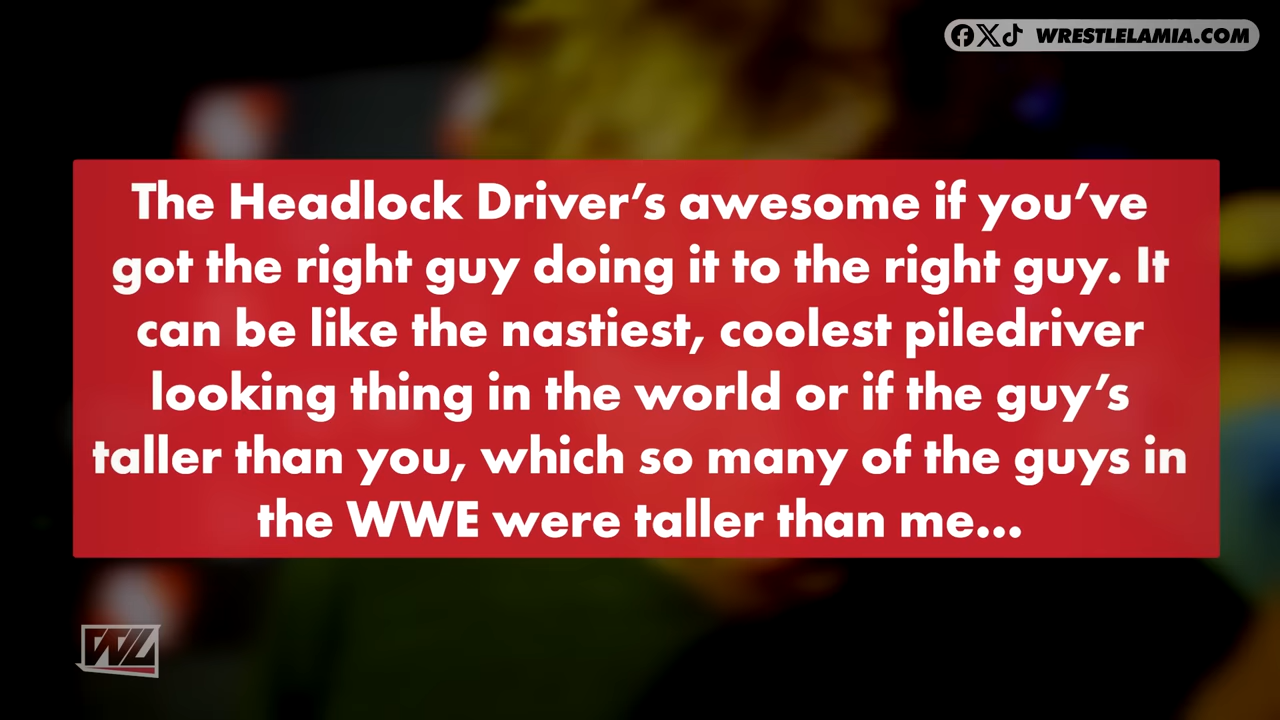 WRESTLELAMIA.COM
The Headlock Driver’s awesome if you’ve
got the right guy doing it to the right guy. It
can be like the nastiest, coolest piledriver
looking thing in the world or if the guy’s
taller than you, which so many of the guys in
the WWE were taller than me...
WL